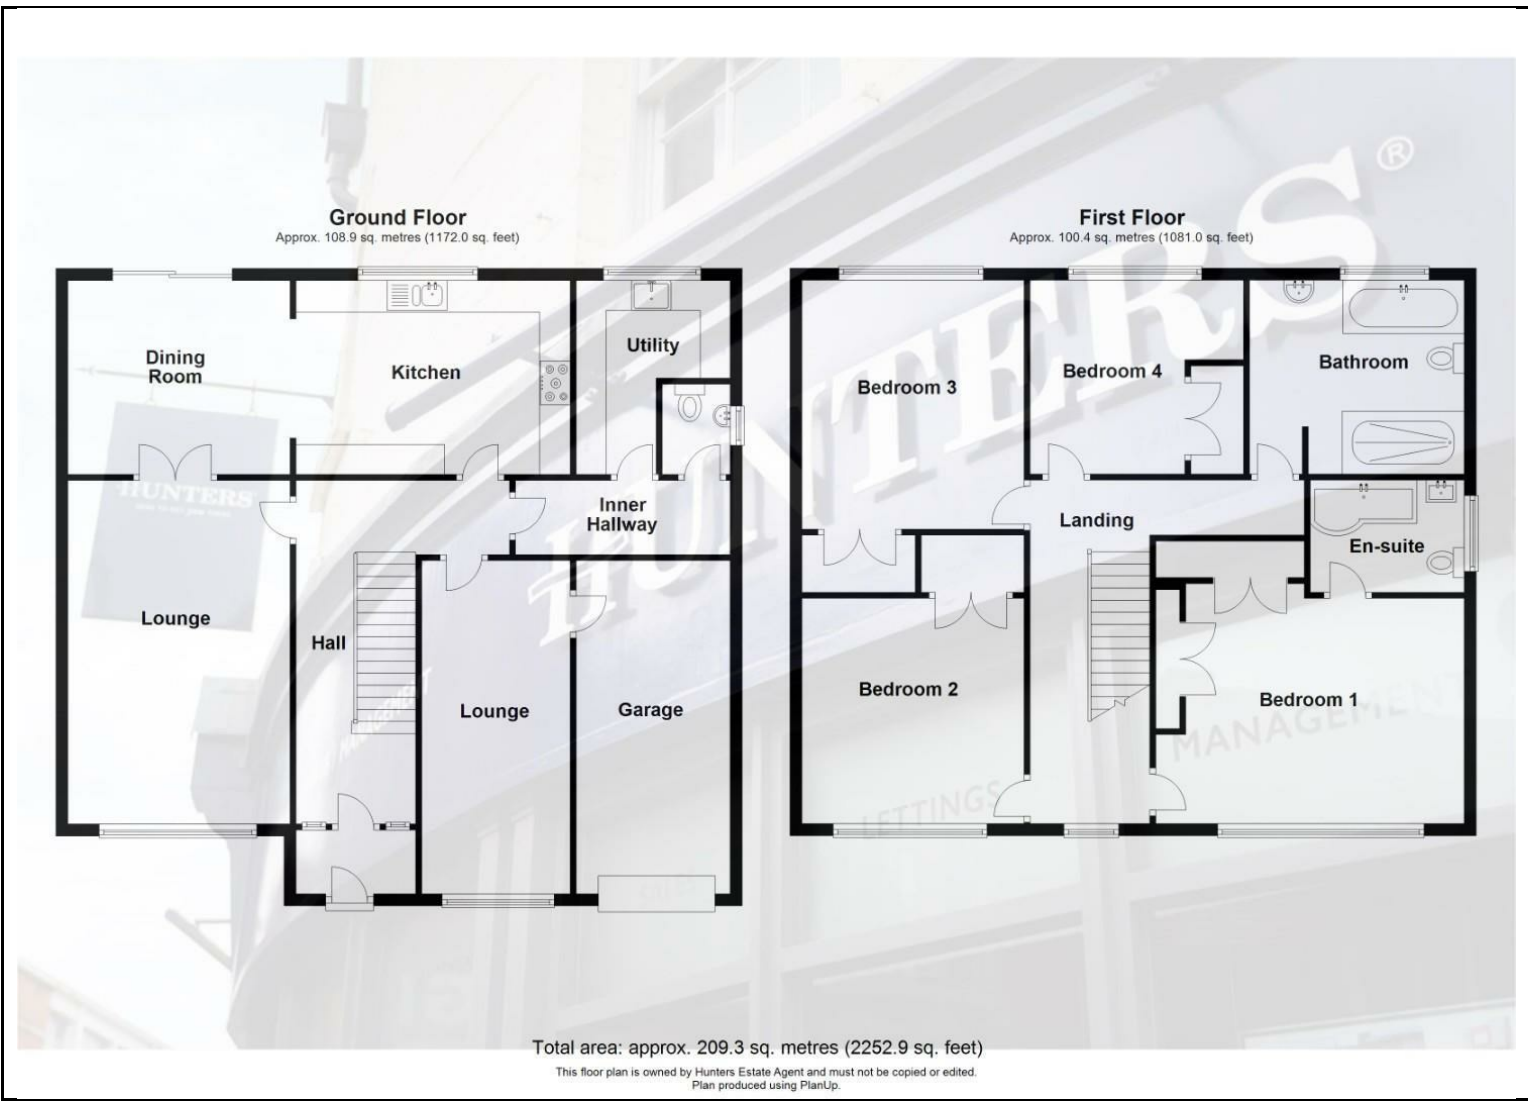 Ground Floor
Approx. 108.9 sq. metres (1172.0 sq. feet)
Dining
Room
Kitchen
Utility
Inner
Hallway
Lounge
Hall
Lounge
Garage
First Floor
Approx. 100.4 sq. metres (1081.0 sq. feet)
Bedroom 3
Bedroom 4
Bathroom
Landing
En-suite
Bedroom 2
Bedroom 1
HUNTERS®
HUNTERS
MANAGEMENT
LETTINGS
MANAGEMENT
SALES
Total area: approx. 209.3 sq. metres (2252.9 sq. feet)
This floor plan is owned by Hunters Estate Agent and must not be copied or edited.
Plan produced using PlanUp.